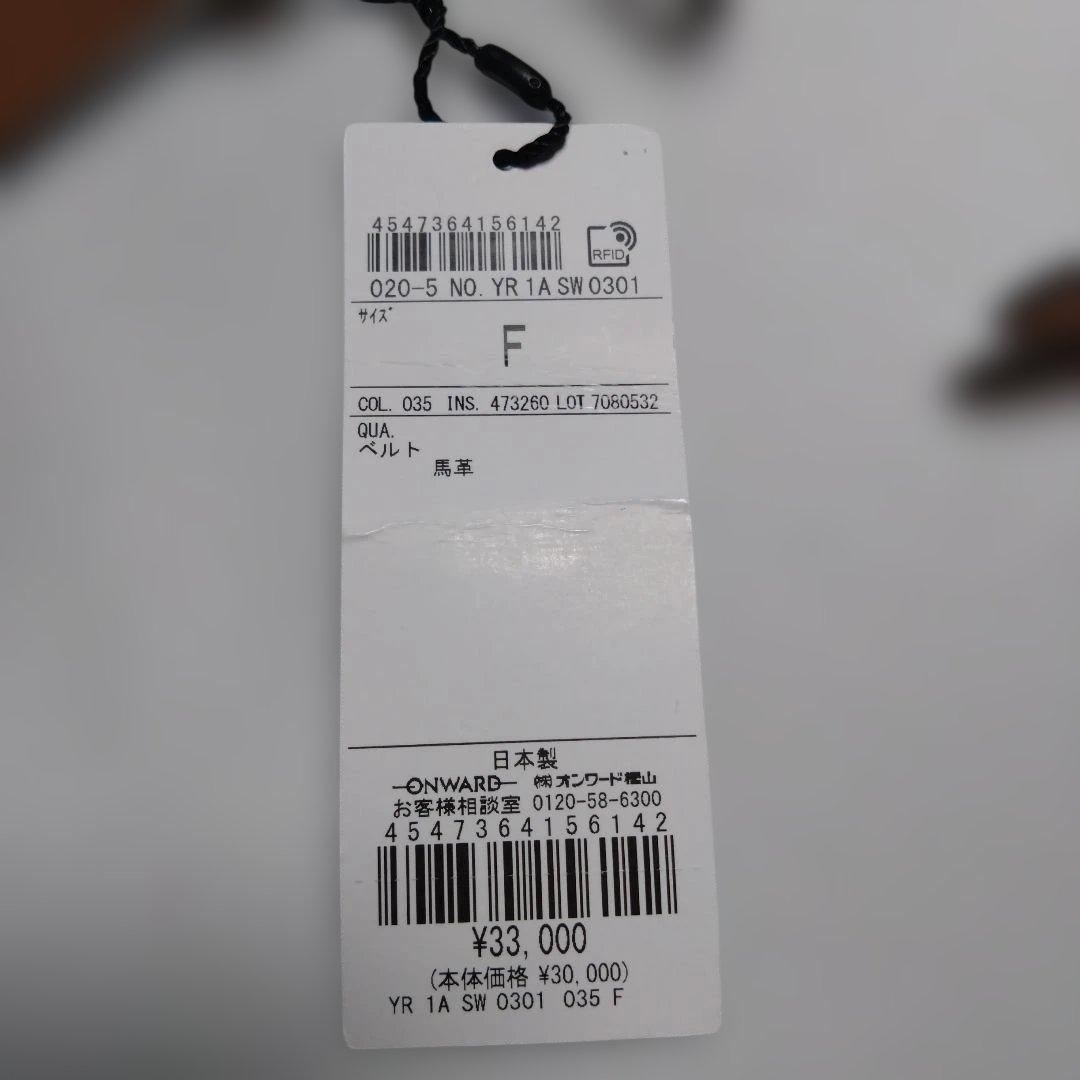 4547364156142
RFID
020-5 NO. YR 1A SW 0301
サイズ
F
COL. 035 INS. 473260 LOT 7080532
QUA.
ベルト
馬革
日本製
ONWARD ㈱オンワード樫山
お客様相談室 0120-58-6300
4547364156142
¥33,000
(本体価格 ¥30,000)
YR 1A SW 0301 035 F